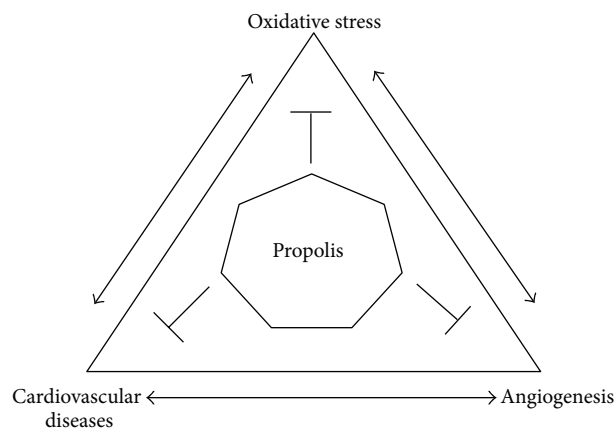 Oxidative stress
Propolis
Cardiovascular
diseases
Angiogenesis